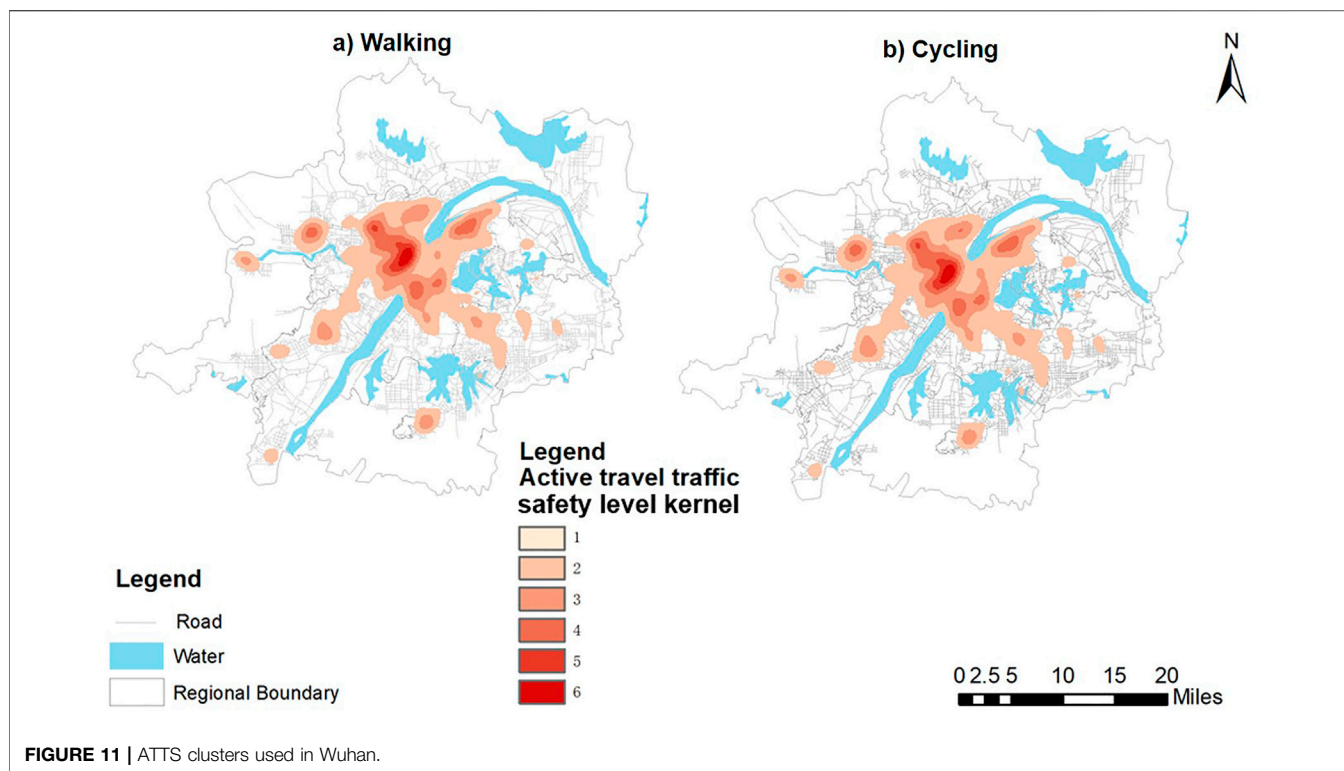 a) Walking
b) Cycling
N
Legend
Active travel traffic
safety level kernel
1
2
3
4
5
6
Legend
Road
Water
Regional Boundary
0 2.5 5 10 15 20
Miles
FIGURE 11 | ATTS clusters used in Wuhan.